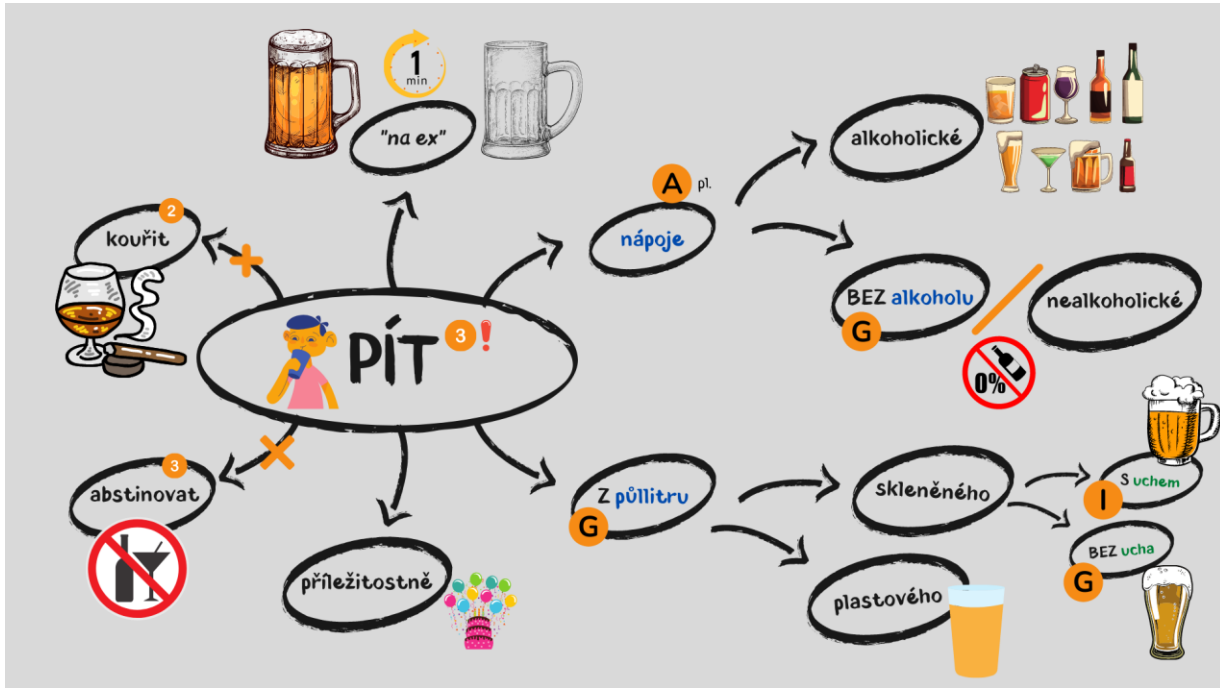 1
min
"na ex"
alkoholické
A pl.
nápoje
2
kouřit
BEZ alkoholu
G
nealkoholické
PÍT 3 !
0%
3
abstinovat
Z půllitru
G
skleněného
S uchem
I
BEZ ucha
G
příležitostně
plastového